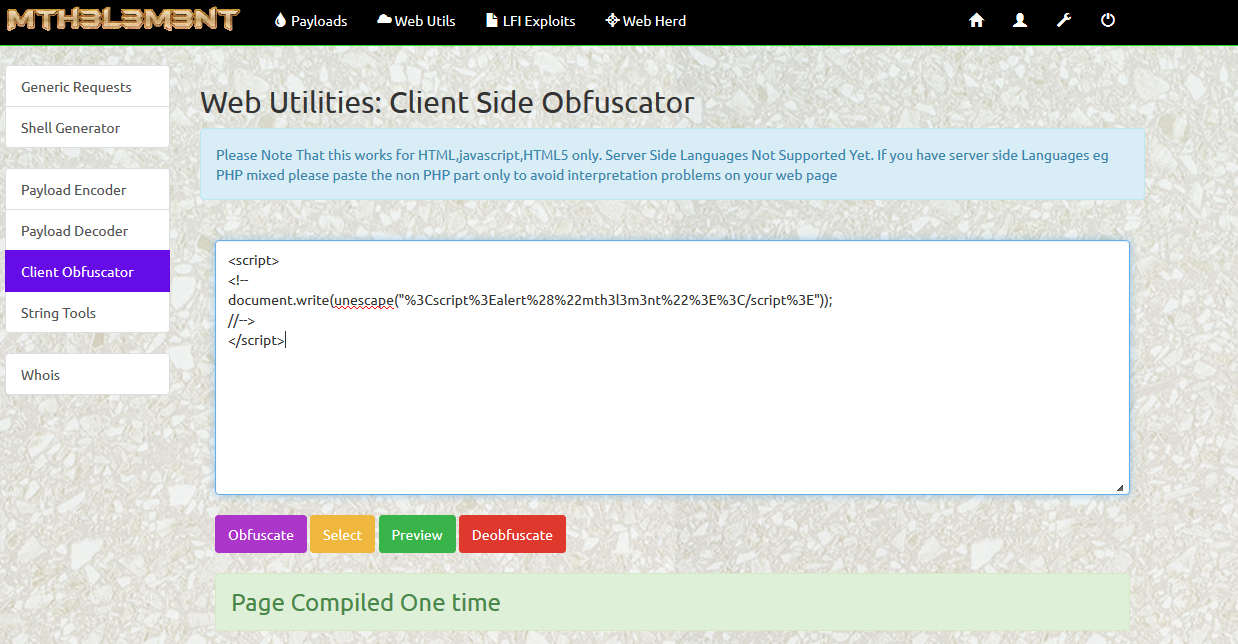 MTH3L3M3NT
Payloads
Web Utils
LFI Exploits
Web Herd
Generic Requests
Shell Generator
Payload Encoder
Payload Decoder
Client Obfuscator
String Tools
Whois
Web Utilities: Client Side Obfuscator
Please Note That this works for HTML,javascript,HTML5 only. Server Side Languages Not Supported Yet. If you have server side Languages eg
PHP mixed please paste the non PHP part only to avoid interpretation problems on your web page
<script>
<!--
document.write(unescape("%3Cscript%3Ealert%28%22mth3l3m3nt%22%3E%3C/script%3E"));
//-->
</script>
Obfuscate
Select
Preview
Deobfuscate
Page Compiled One time